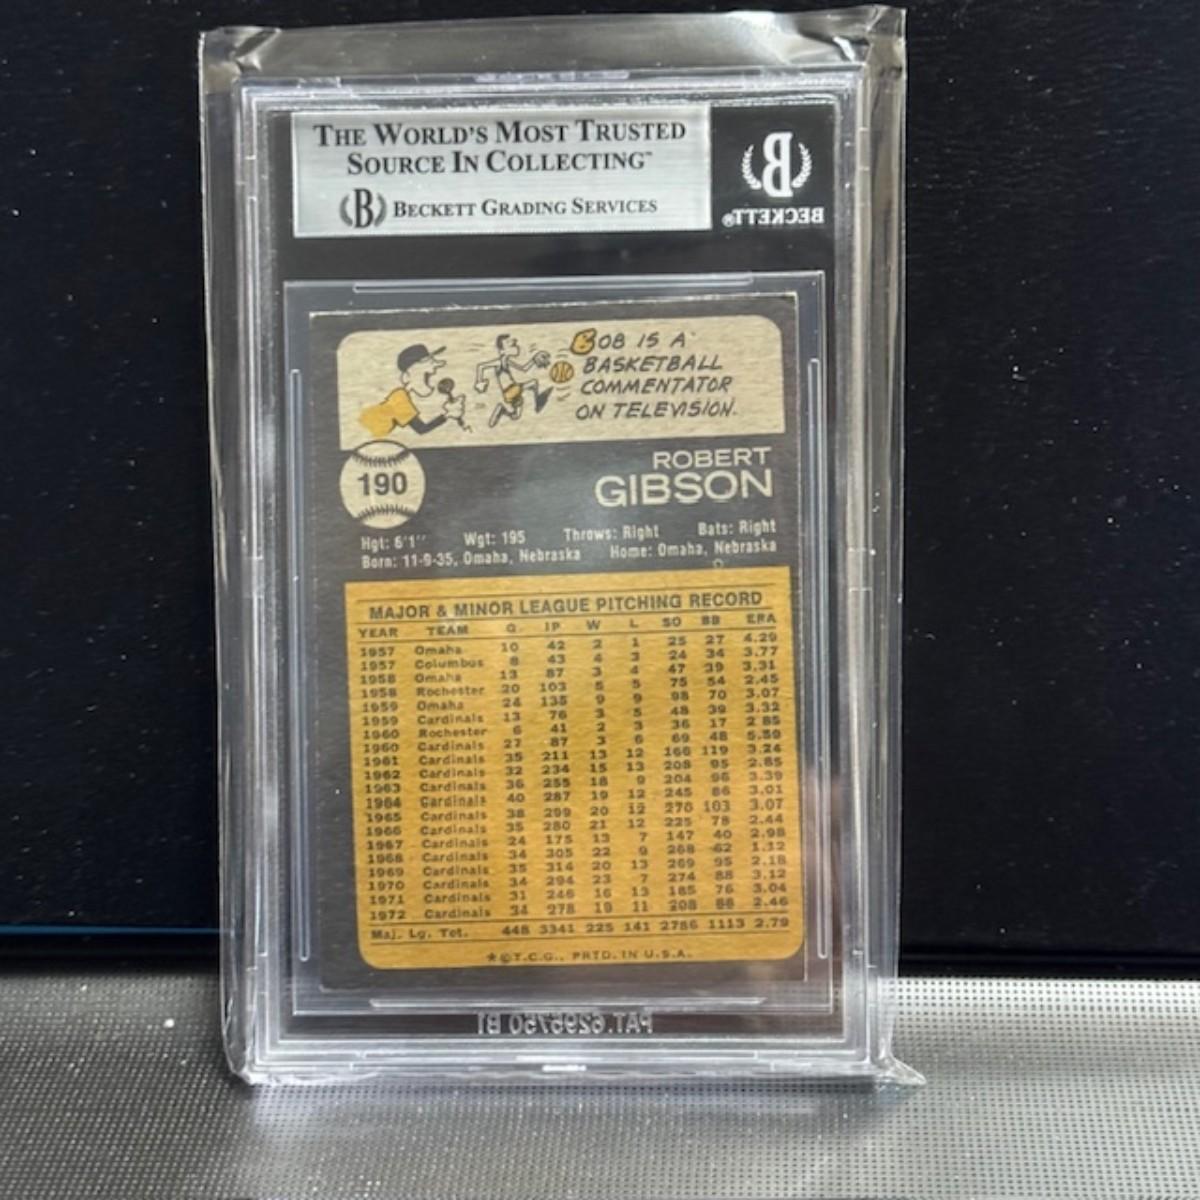 THE WORLD'S MOST TRUSTED
SOURCE IN COLLECTING™
B BECKETT GRADING SERVICES
B
BECKETT®
BOB IS A
BASKETBALL
COMMENTATOR
ON TELEVISION.
190
ROBERT
GIBSON
Hgt: 6'1'' Wgt: 195 Throws: Right Bats: Right
Born: 11-9-35, Omaha, Nebraska Home: Omaha, Nebraska
MAJOR & MINOR LEAGUE PITCHING RECORD
YEAR TEAM G IP W L SO BB ERA
1957 Omaha 10 42 2 1 25 27 4.29
1957 Columbus 8 43 4 3 24 34 3.77
1958 Omaha 13 87 3 4 47 39 3.31
1958 Rochester 20 103 5 5 75 54 2.45
1959 Omaha 24 135 9 9 98 70 3.07
1959 Cardinals 13 76 3 5 48 39 3.32
1960 Rochester 6 41 2 3 36 17 2.85
1960 Cardinals 27 87 3 6 69 48 5.59
1961 Cardinals 35 211 13 12 166 119 3.24
1962 Cardinals 32 234 15 13 208 95 2.85
1963 Cardinals 36 255 18 9 204 96 3.39
1964 Cardinals 40 287 19 12 245 86 3.01
1965 Cardinals 38 299 20 12 270 103 3.07
1966 Cardinals 35 280 21 12 225 78 2.44
1967 Cardinals 24 175 13 7 147 40 2.98
1968 Cardinals 34 305 22 9 268 62 1.12
1969 Cardinals 35 314 20 13 269 95 2.18
1970 Cardinals 34 294 23 7 274 88 3.12
1971 Cardinals 31 246 16 13 185 76 3.04
1972 Cardinals 34 278 19 11 208 88 2.46
Maj. Lg. Tot. 448 3341 225 141 2786 1113 2.79
★©T.C.G., PRTD. IN U.S.A.
PAT. 6295750 B1